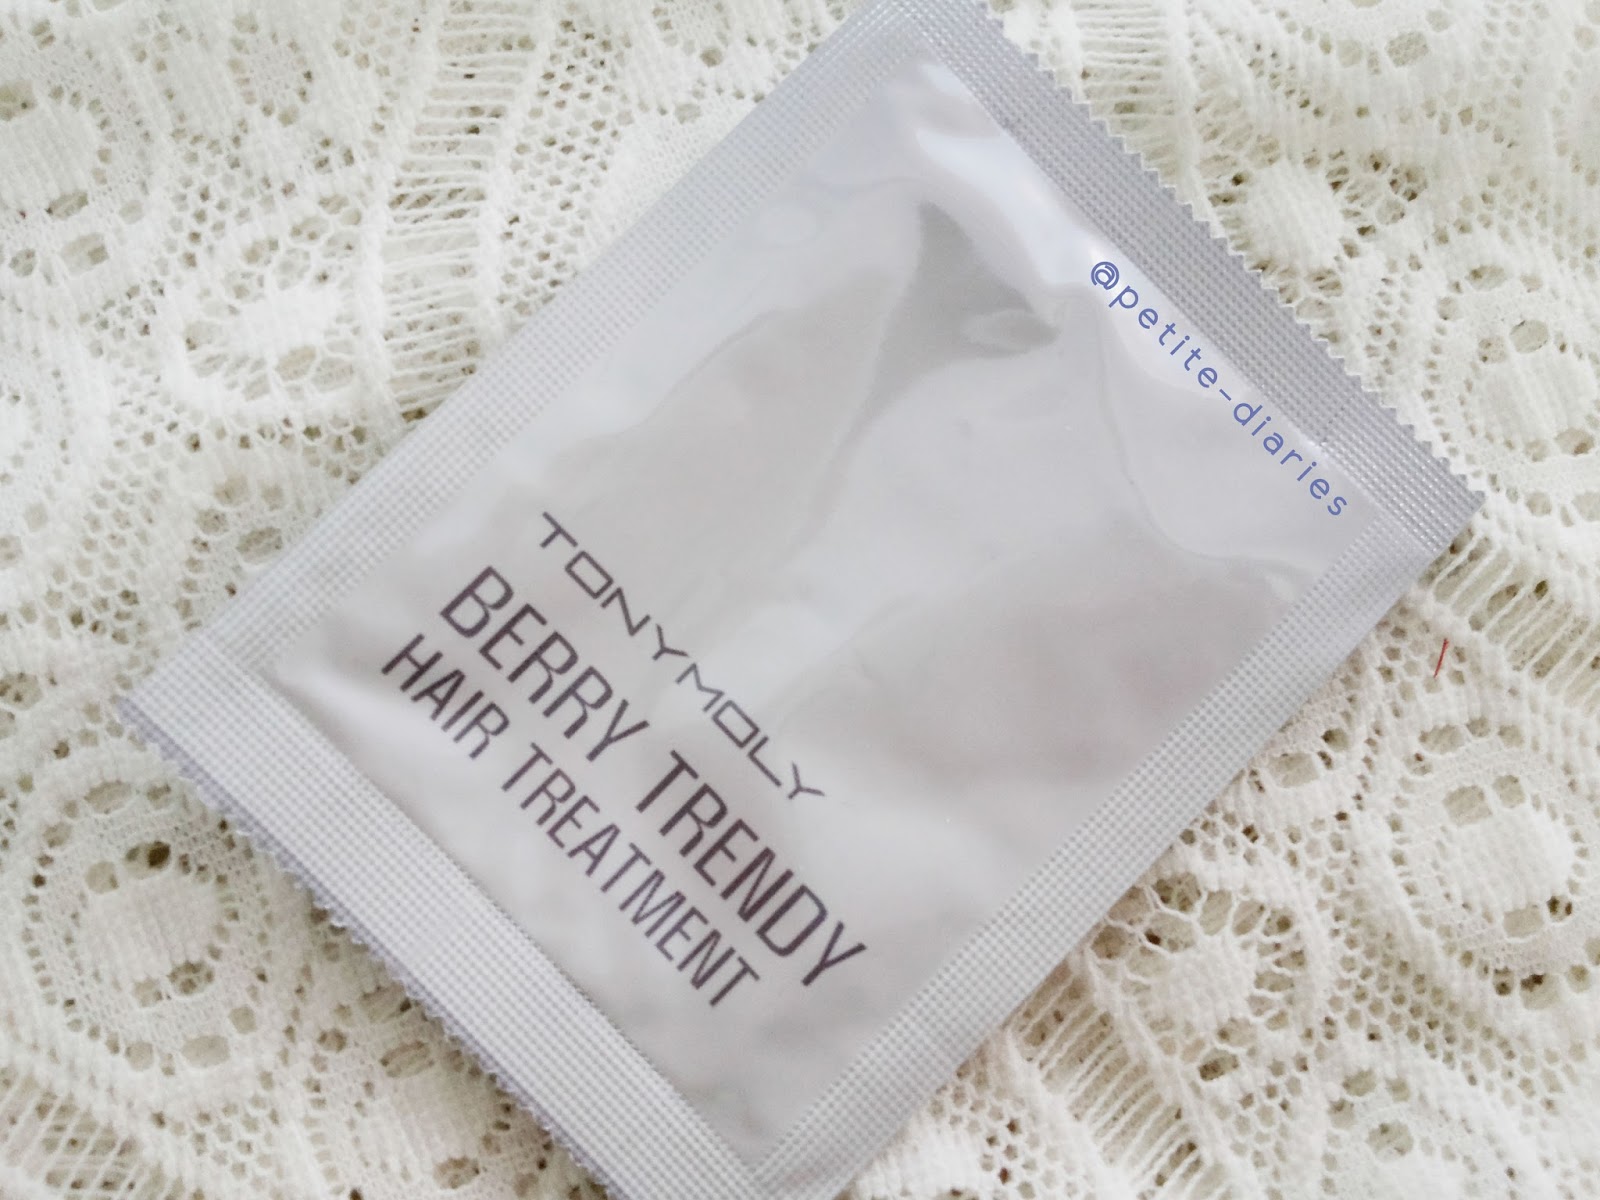 @petite-diaries
TONYMOLY
BERRY TRENDY
HAIR TREATMENT